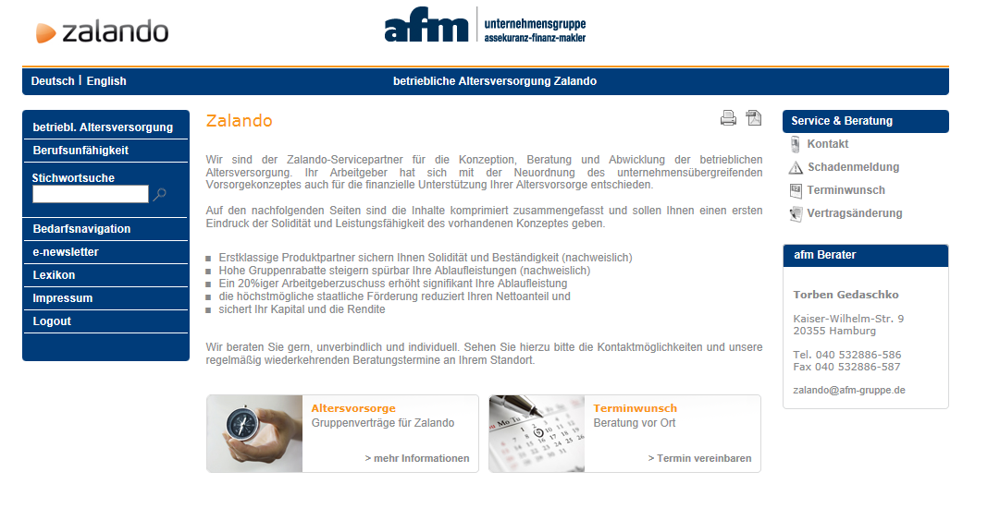 zalando
afm
unternehmensgruppe
assekuranz-finanz-makler
Deutsch | English
betriebliche Altersversorgung Zalando
betriebl. Altersversorgung
Berufsunfähigkeit
Stichwortsuche
Bedarfsnavigation
e-newsletter
Lexikon
Impressum
Logout
Zalando
Wir sind der Zalando-Servicepartner für die Konzeption, Beratung und Abwicklung der betrieblichen
Altersversorgung. Ihr Arbeitgeber hat sich mit der Neuordnung des unternehmensübergreifenden
Vorsorgekonzeptes auch für die finanzielle Unterstützung Ihrer Altersvorsorge entschieden.
Auf den nachfolgenden Seiten sind die Inhalte komprimiert zusammengefasst und sollen Ihnen einen ersten
Eindruck der Solidität und Leistungsfähigkeit des vorhandenen Konzeptes geben.
Erstklassige Produktpartner sichern Ihnen Solidität und Beständigkeit (nachweislich)
Hohe Gruppenrabatte steigern spürbar Ihre Ablaufleistungen (nachweislich)
Ein 20%iger Arbeitgeberzuschuss erhöht signifikant Ihre Ablaufleistung
die höchstmögliche staatliche Förderung reduziert Ihren Nettoanteil und
sichert Ihr Kapital und die Rendite
Wir beraten Sie gern, unverbindlich und individuell. Sehen Sie hierzu bitte die Kontaktmöglichkeiten und unsere
regelmäßig wiederkehrenden Beratungstermine an Ihrem Standort.
Altersvorsorge
Gruppenverträge für Zalando
> mehr Informationen
Terminwunsch
Beratung vor Ort
> Termin vereinbaren
Service & Beratung
Kontakt
Schadenmeldung
Terminwunsch
Vertragsänderung
afm Berater
Torben Gedaschko
Kaiser-Wilhelm-Str. 9
20355 Hamburg
Tel. 040 532886-586
Fax 040 532886-587
zalando@afm-gruppe.de